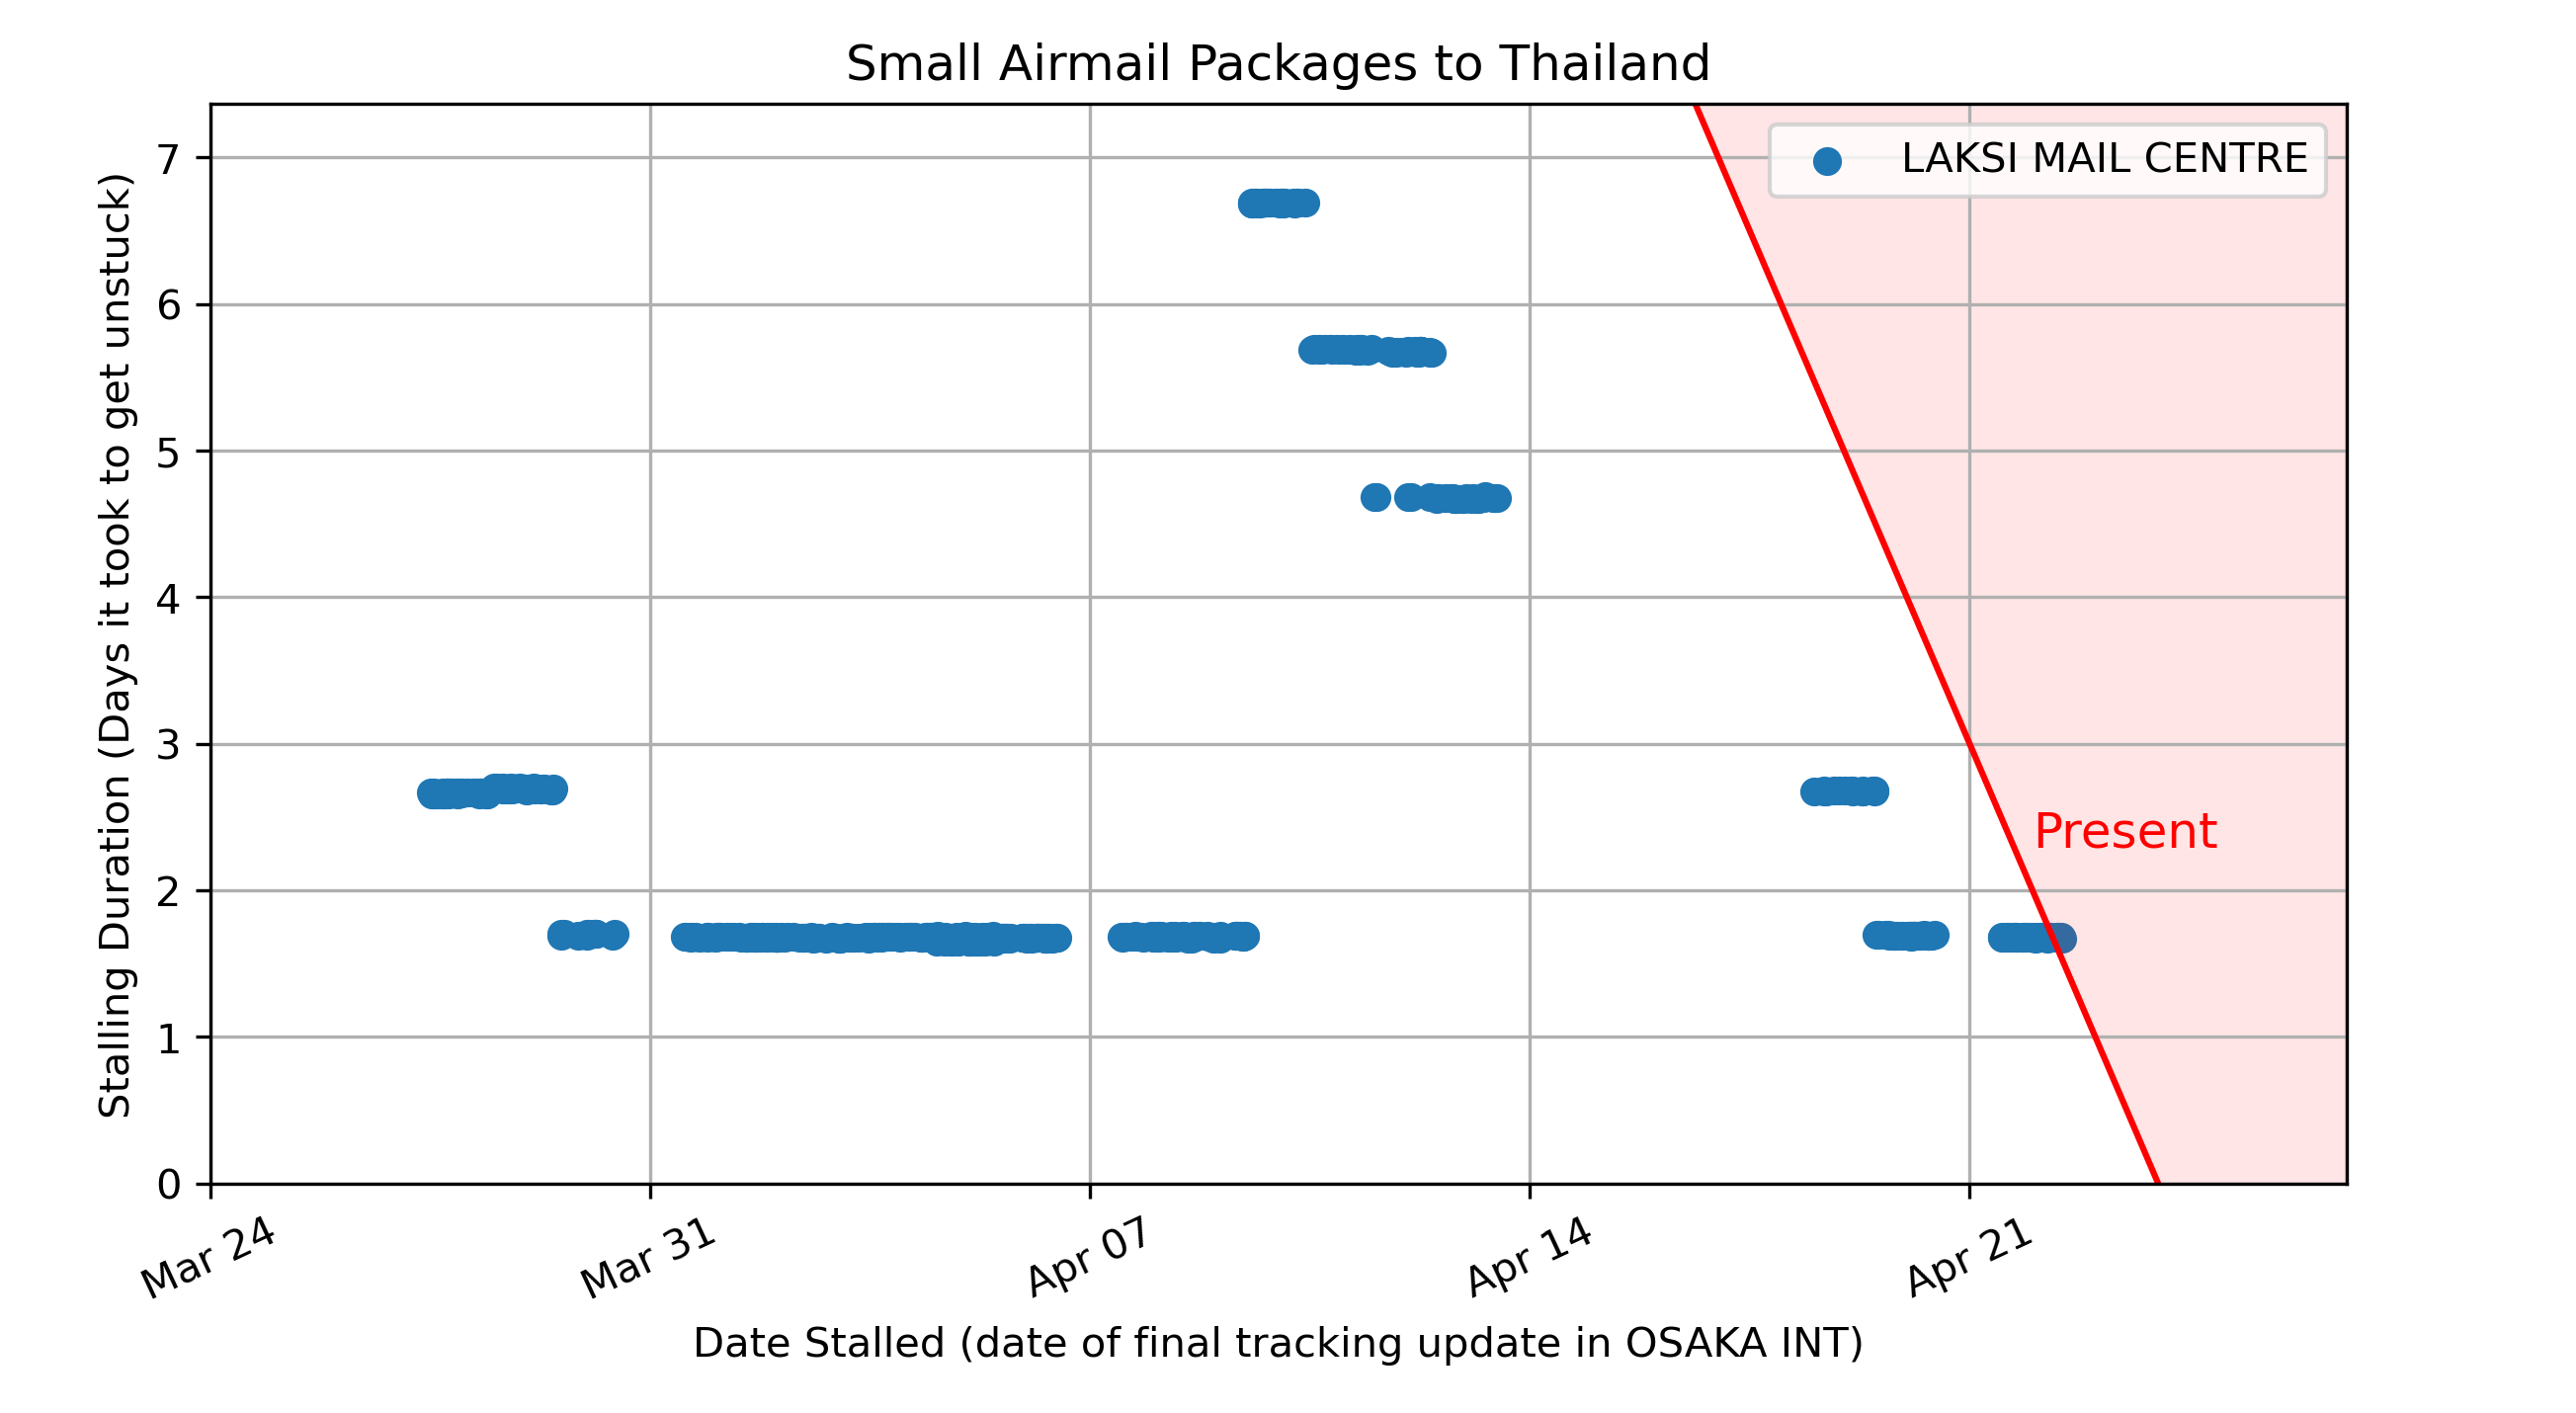 Small Airmail Packages to Thailand
LAKSI MAIL CENTRE
Stalling Duration (Days it took to get unstuck)
7
6
5
4
3
2
1
0
Present
Mar 24
Mar 31
Apr 07
Apr 14
Apr 21
Date Stalled (date of final tracking update in OSAKA INT)